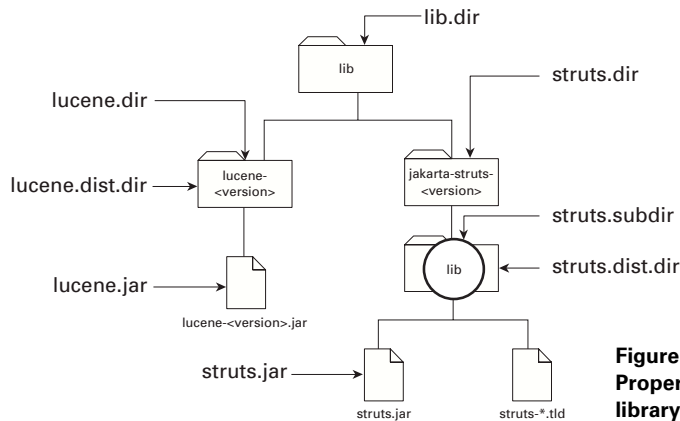 lib.dir
lib
struts.dir
lucene.dir
lucene-
<version>
jakarta-struts-
<version>
lucene.dist.dir
struts.subdir
lib
struts.dist.dir
lucene.jar
lucene-<version>.jar
struts.jar
struts.jar
struts-*.tld
Figure
Proper
library